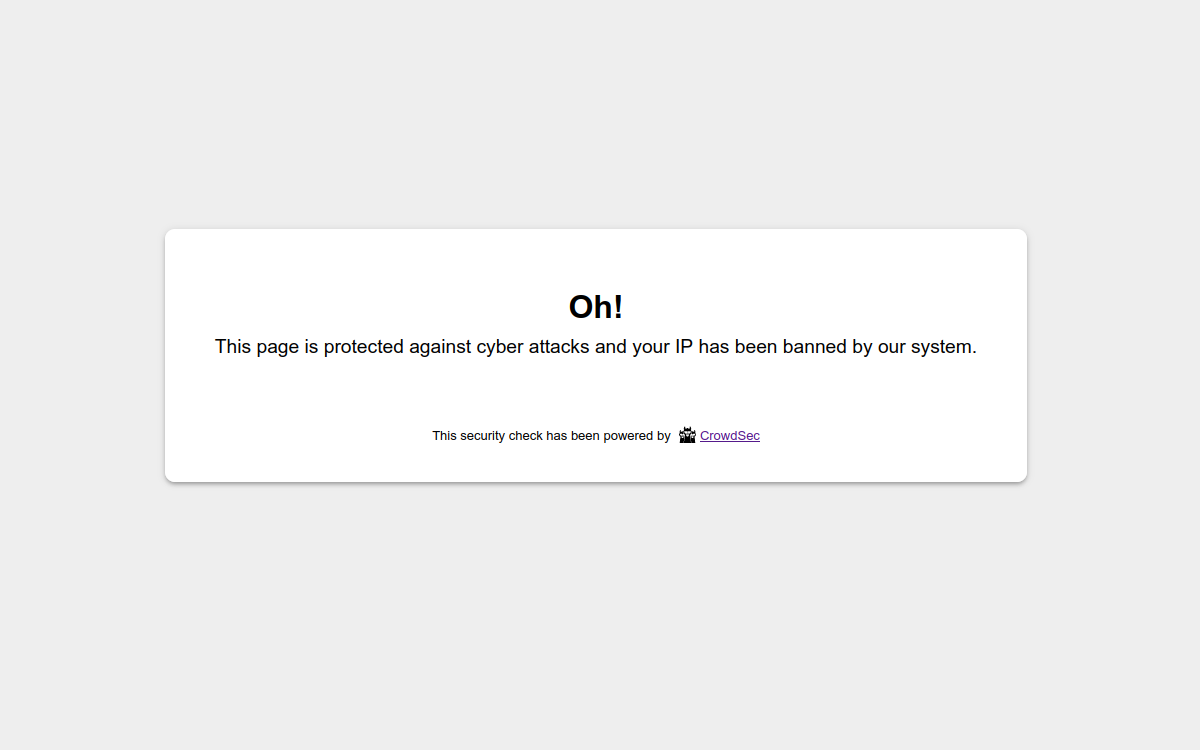 Oh!
This page is protected against cyber attacks and your IP has been banned by our system.
This security check has been powered by CrowdSec